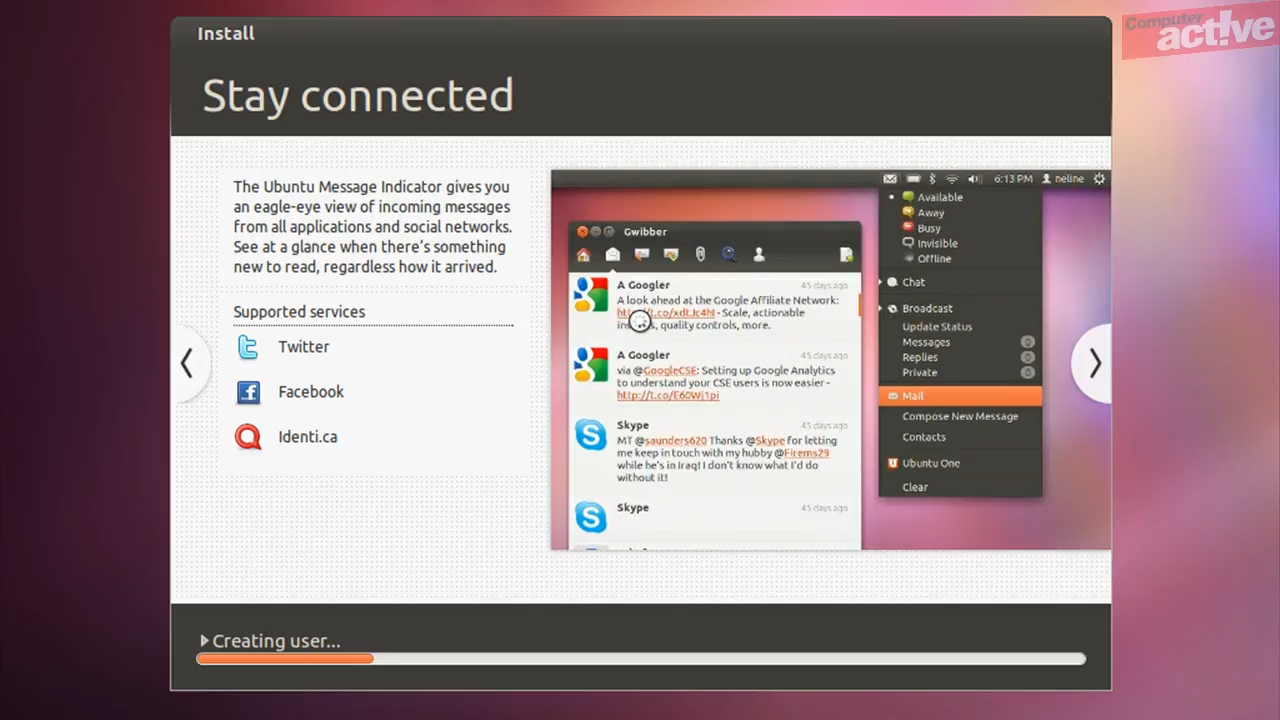 Computer
act!ve
Install
Stay connected
The Ubuntu Message Indicator gives you
an eagle-eye view of incoming messages
from all applications and social networks.
See at a glance when there's something
new to read, regardless how it arrived.
Supported services
Twitter
Facebook
Identi.ca
6:13 PM neline
Gwibber
A Googler 45 days ago
A look ahead at the Google Affiliate Network:
- Scale, actionable
quality controls, more.
A Googler 45 days ago
via @GoogleCSE: Setting up Google Analytics
to understand your CSE users is now easier -
http://t.co/E60Wj1pi
Skype 45 days ago
MT @saunders620 Thanks @Skype for letting
me keep in touch with my hubby @Firems29
while he's in Iraq! I don't know what I'd do
without it!
Skype 45 days ago
Available
Away
Busy
Invisible
Offline
Chat
Broadcast
Update Status
Messages 0
Replies 0
Private 0
Mail
Compose New Message
Contacts
Ubuntu One
Clear
Creating user...